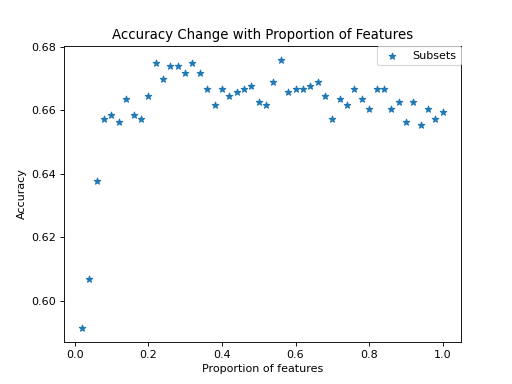 Accuracy Change with Proportion of Features
Subsets
0.68
0.66
0.64
0.62
0.60
Accuracy
0.0 0.2 0.4 0.6 0.8 1.0
Proportion of features